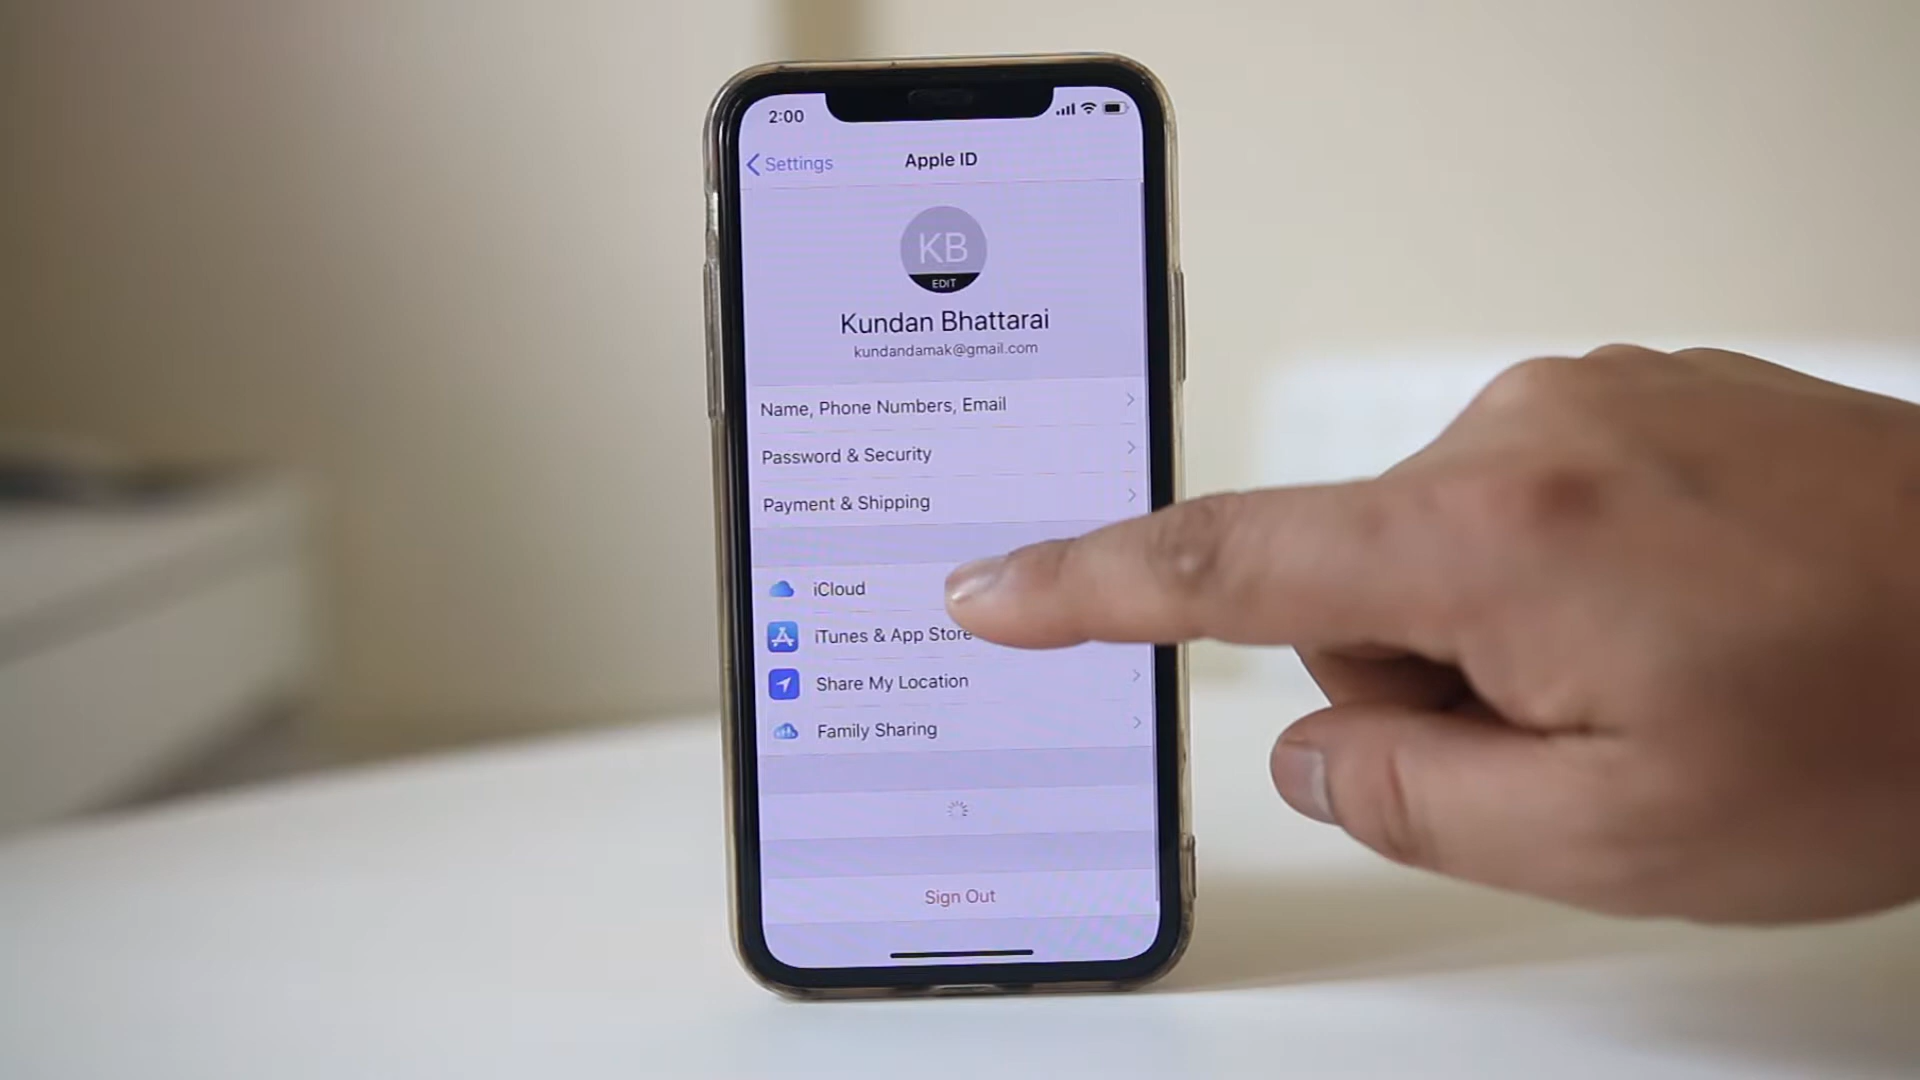 2:00
Settings
Apple ID
KB
EDIT
Kundan Bhattarai
kundandamak@gmail.com
Name, Phone Numbers, Email
Password & Security
Payment & Shipping
iCloud
iTunes & App Store
Share My Location
Family Sharing
Sign Out